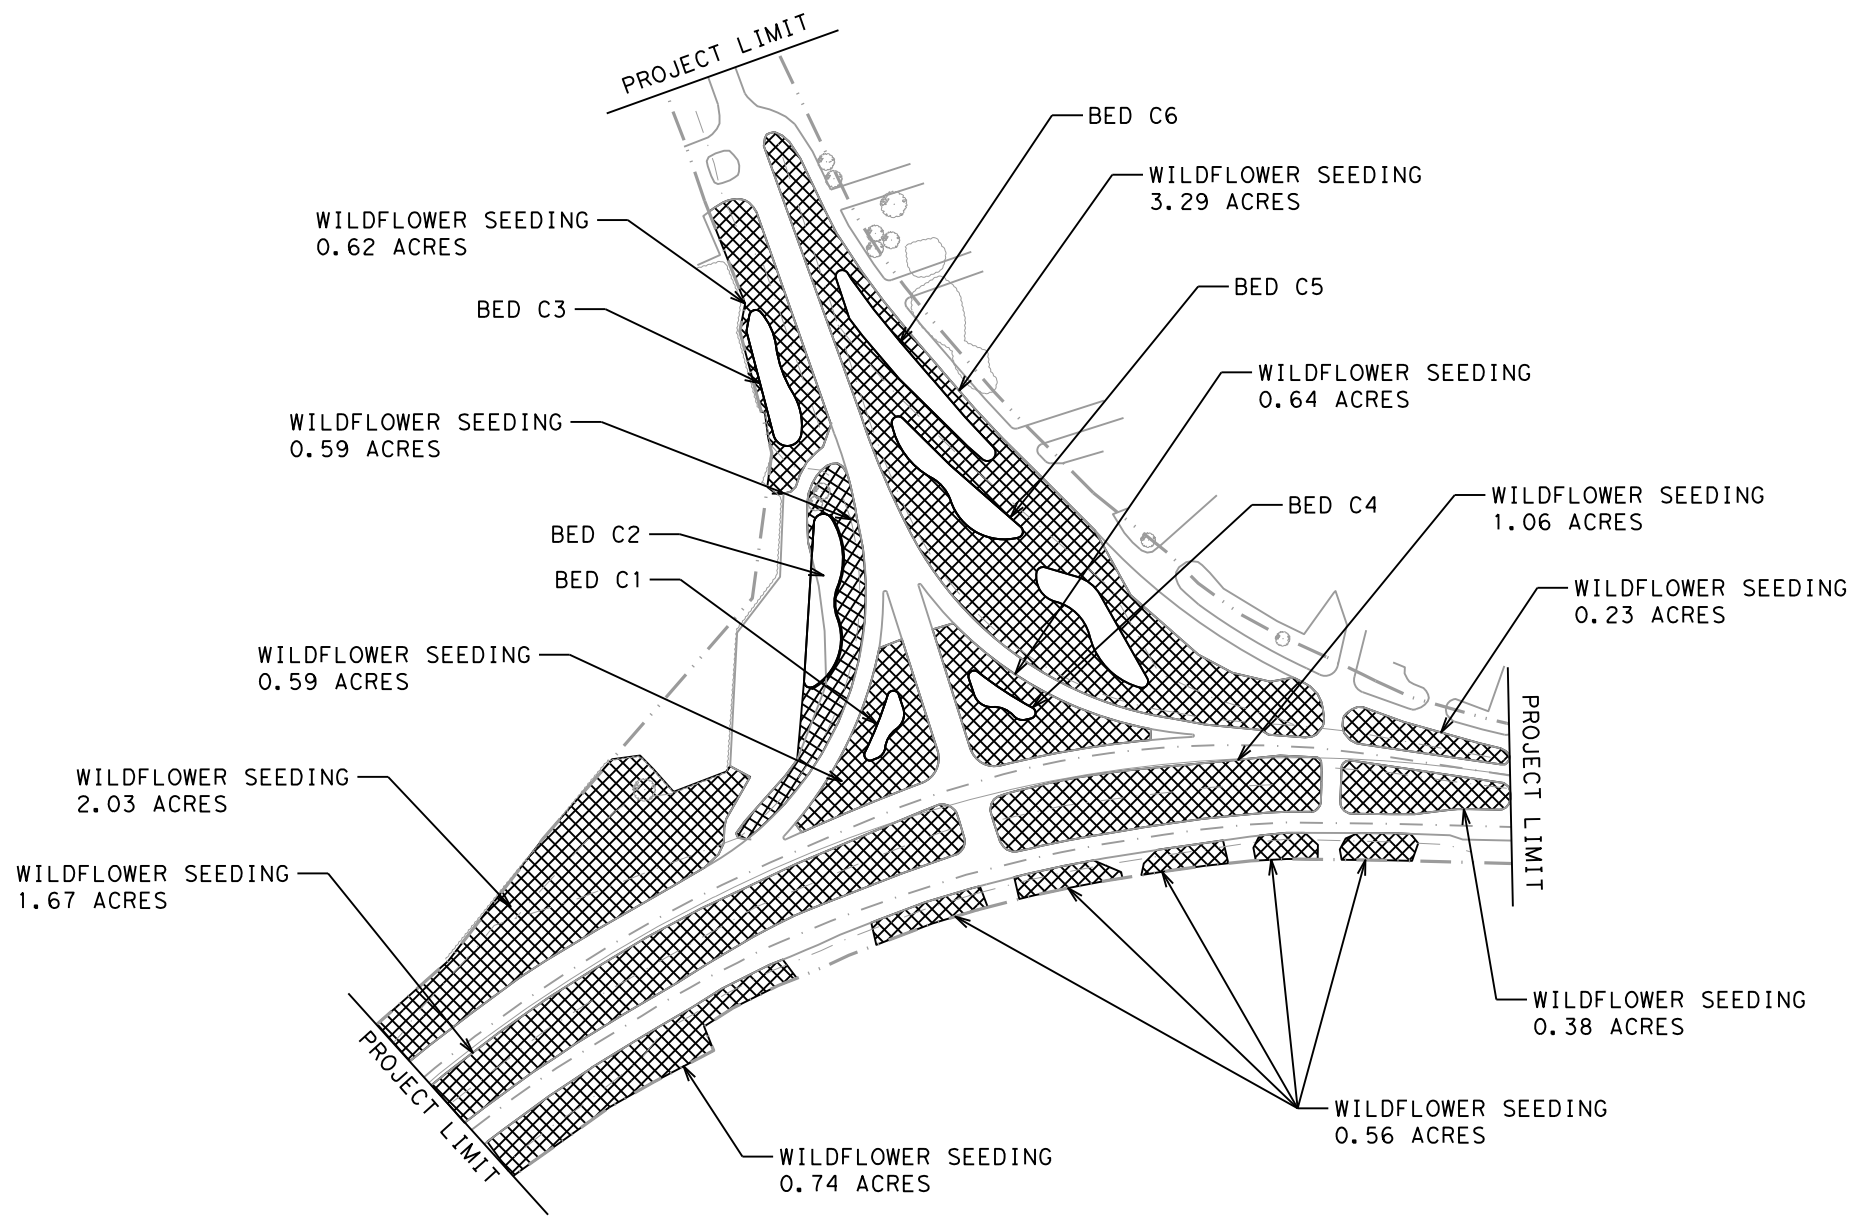 PROJECT LIMIT
BED C6
WILDFLOWER SEEDING
3.29 ACRES
WILDFLOWER SEEDING
0.62 ACRES
BED C5
BED C3
WILDFLOWER SEEDING
0.64 ACRES
WILDFLOWER SEEDING
0.59 ACRES
BED C4
WILDFLOWER SEEDING
1.06 ACRES
BED C2
BED C1
WILDFLOWER SEEDING
0.23 ACRES
WILDFLOWER SEEDING
0.59 ACRES
PROJECT LIMIT
WILDFLOWER SEEDING
2.03 ACRES
WILDFLOWER SEEDING
1.67 ACRES
WILDFLOWER SEEDING
0.38 ACRES
PROJECT LIMIT
WILDFLOWER SEEDING
0.56 ACRES
WILDFLOWER SEEDING
0.74 ACRES